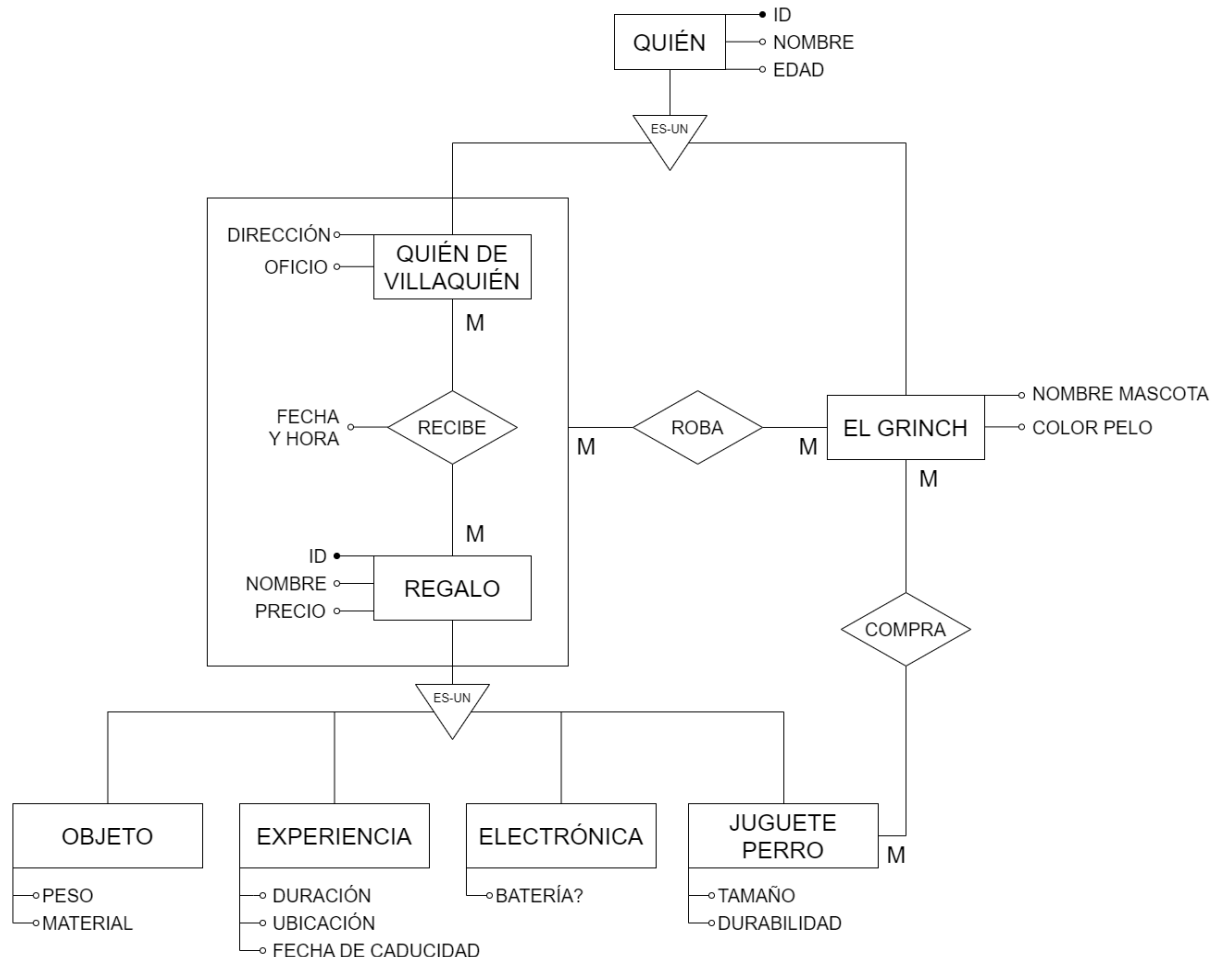 ID
QUIÉN
NOMBRE
EDAD
ES-UN
DIRECCIÓN
OFICIO
QUIÉN DE
VILLAQUIÉN
M
FECHA
Y HORA
RECIBE
M
ROBA
M
EL GRINCH
NOMBRE MASCOTA
COLOR PELO
M
M
ID
NOMBRE
PRECIO
REGALO
COMPRA
ES-UN
OBJETO
PESO
MATERIAL
EXPERIENCIA
DURACIÓN
UBICACIÓN
FECHA DE CADUCIDAD
ELECTRÓNICA
BATERÍA?
JUGUETE
PERRO
M
TAMAÑO
DURABILIDAD